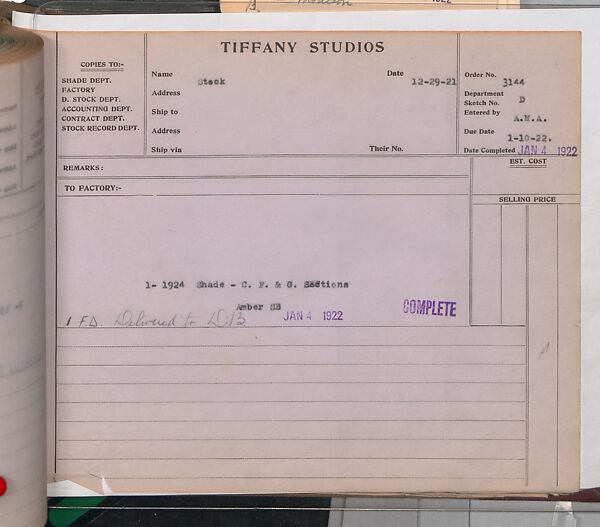 TIFFANY STUDIOS
COPIES TO:-
SHADE DEPT.
FACTORY
D. STOCK DEPT.
ACCOUNTING DEPT.
CONTRACT DEPT.
STOCK RECORD DEPT.
Name Stock Date 12-29-21
Address
Ship to
Address
Ship via Their No.
Order No. 3144
Department D
Sketch No.
Entered by A.M.A.
Due Date 1-10-22.
Date Completed JAN 4 1922
REMARKS:
EST. COST
TO FACTORY:-
SELLING PRICE
1- 1924 Shade - C. F. & G. Sections
Amber SB
1 F.D. Delivered to D.B. JAN 4 1922 COMPLETE